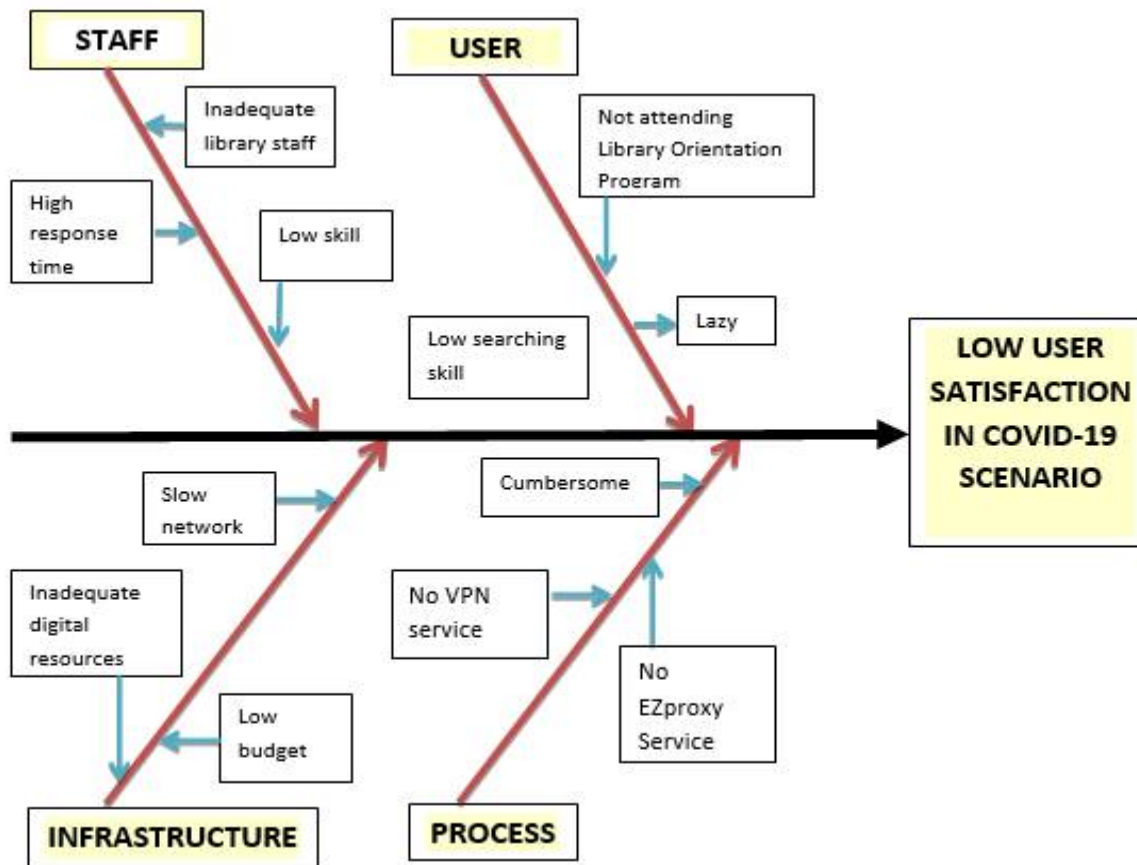 STAFF
USER
Inadequate
library staff
Not attending
Library Orientation
Program
High
response
time
Low skill
Lazy
Low searching
skill
LOW USER
SATISFACTION
IN COVID-19
SCENARIO
Slow
network
Cumbersome
Inadequate
digital
resources
No VPN
service
No
EZproxy
Service
Low
budget
INFRASTRUCTURE
PROCESS